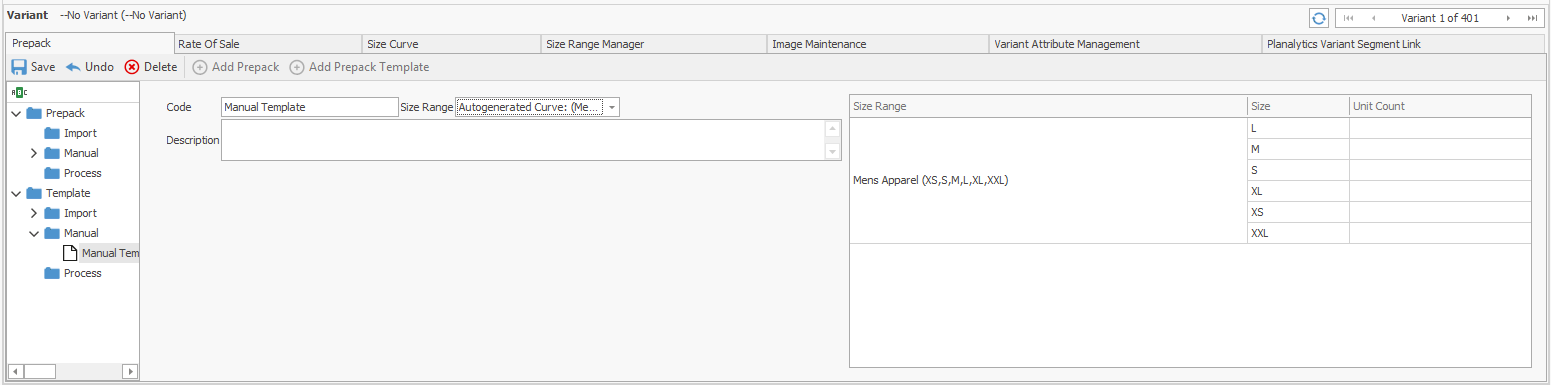 Variant --No Variant (--No Variant)
Variant 1 of 401
Prepack Rate Of Sale Size Curve Size Range Manager Image Maintenance Variant Attribute Management Planalytics Variant Segment Link
Save Undo Delete Add Prepack Add Prepack Template
ABC
Prepack
Import
Manual
Process
Template
Import
Manual
Manual Tem
Process
Code Manual Template Size Range Autogenerated Curve: (Me...
Description
Size Range Size Unit Count
Mens Apparel (XS,S,M,L,XL,XXL)
L
M
S
XL
XS
XXL